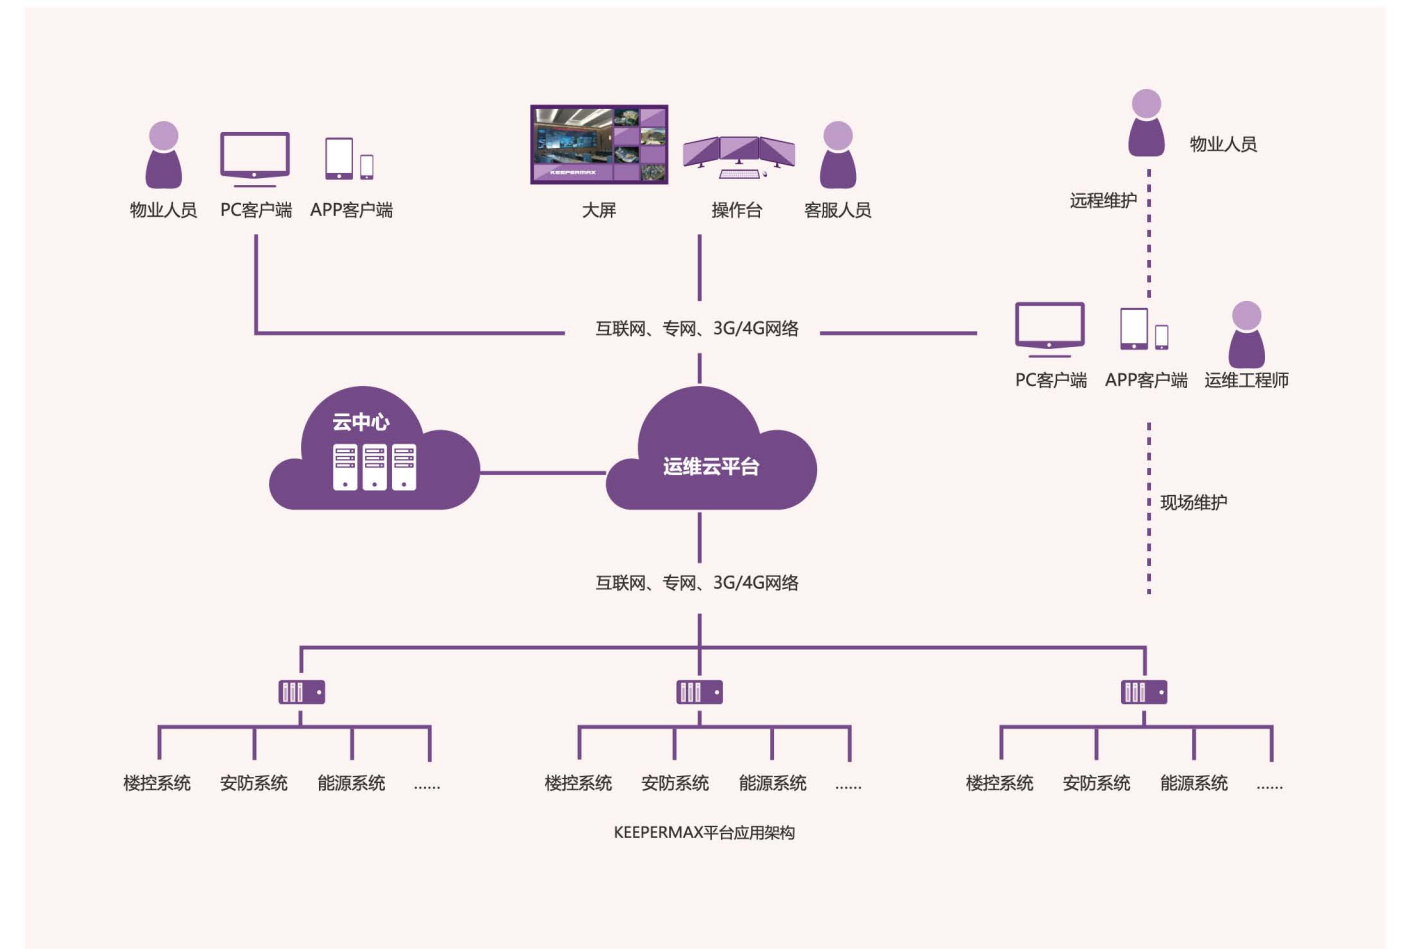 KEEPERMAX
物业人员
物业人员 PC客户端 APP客户端 大屏 操作台 客服人员
远程维护
互联网、专网、3G/4G网络
PC客户端 APP客户端 运维工程师
云中心
运维云平台
现场维护
互联网、专网、3G/4G网络
楼控系统 安防系统 能源系统 ...... 楼控系统 安防系统 能源系统 ...... 楼控系统 安防系统 能源系统 ......
KEEPERMAX平台应用架构